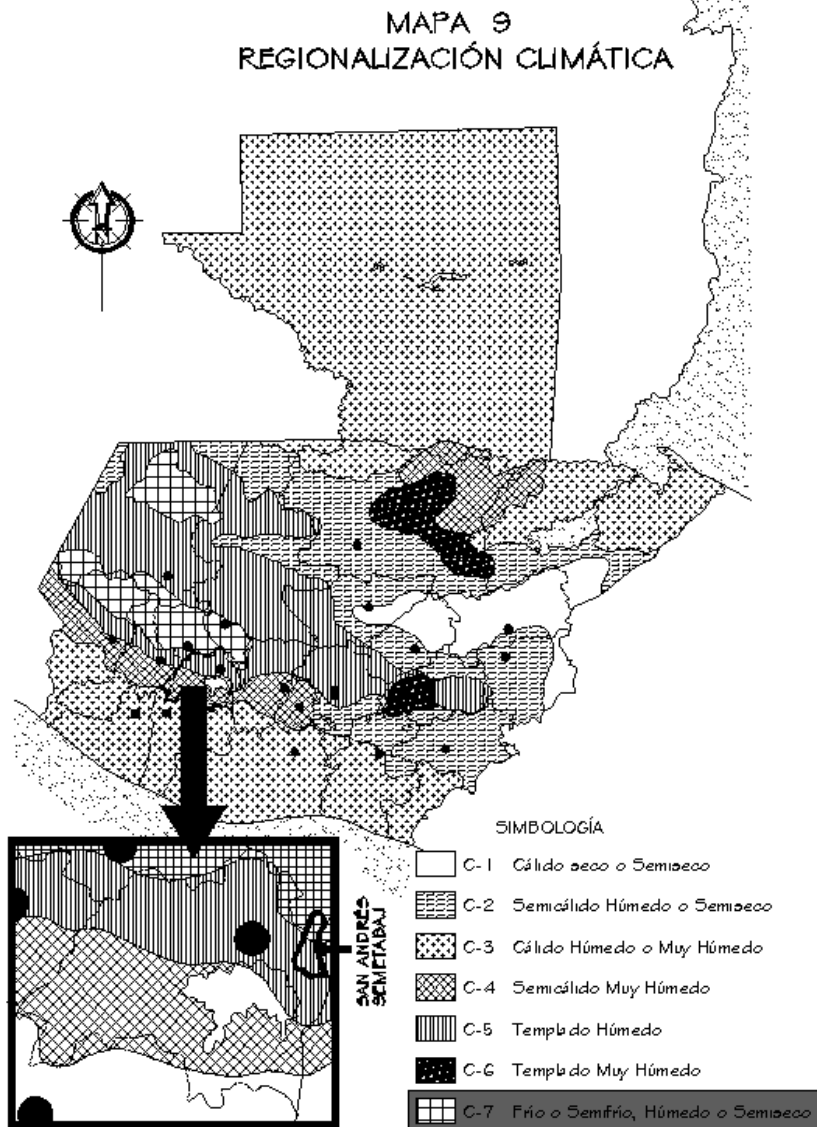 MAPA 9
REGIONALIZACIÓN CLIMÁTICA
N
SIMBOLOGÍA
C-1 Cálido seco o Semiseco
C-2 Semicálido Húmedo o Semiseco
C-3 Cálido Húmedo o Muy Húmedo
C-4 Semicálido Muy Húmedo
C-5 Templado Húmedo
C-6 Templado Muy Húmedo
C-7 Frío o Semifrío, Húmedo o Semiseco
SAN ANDRÉS
SEMETABAJ